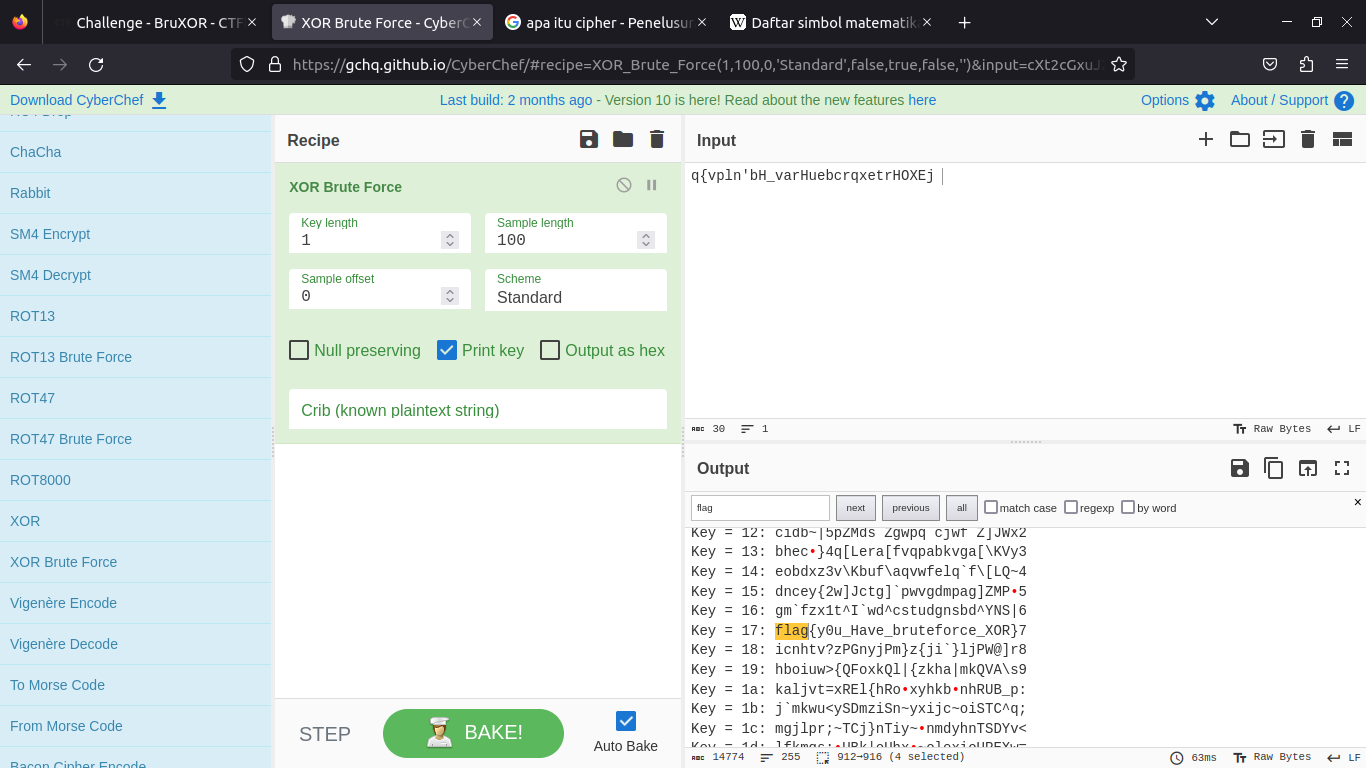 Challenge - BruXOR - CTF
XOR Brute Force - CyberC
apa itu cipher - Penelusur
Daftar simbol matematik
https://gchq.github.io/CyberChef/#recipe=XOR_Brute_Force(1,100,0,'Standard',false,true,false,'')&input=cXt2cGxuJ
Download CyberChef
Last build: 2 months ago - Version 10 is here! Read about the new features here
Options
About / Support
ChaCha
Rabbit
SM4 Encrypt
SM4 Decrypt
ROT13
ROT13 Brute Force
ROT47
ROT47 Brute Force
ROT8000
XOR
XOR Brute Force
Vigenère Encode
Vigenère Decode
To Morse Code
From Morse Code
Bacon Cipher Encode
Recipe
XOR Brute Force
Key length
1
Sample length
100
Sample offset
0
Scheme
Standard
Null preserving
Print key
Output as hex
Crib (known plaintext string)
STEP
BAKE!
Auto Bake
Input
q{vpln'bH_varHuebcrqxetrHOXEj
30
1
Raw Bytes
LF
Output
flag
next
previous
all
match case
regexp
by word
Key = 12: cidb~|5pZMds Zgwpq`cjwf`Z]JWx2
Key = 13: bhec•}4q[Lera[fvqpabkvga[\KVy3
Key = 14: eobdxz3v\Kbuf\aqvwfelq`f\[LQ~4
Key = 15: dncey{2w]Jctg]`pwvgdmpag]ZMP•5
Key = 16: gm`fzx1t^I`wd^cstudgnsbd^YNS|6
Key = 17: flag{y0u_Have_bruteforce_XOR}7
Key = 18: icnhtv?zPGnyjPm}z{ji`}ljPW@]r8
Key = 19: hboiuw>{QFoxkQl|{zkha|mkQVA\s9
Key = 1a: kaljvt=xREl{hRo•xyhkb•nhRUB_p:
Key = 1b: j`mkwu<ySDmziSn~yxijc~oiSTC^q;
Key = 1c: mgjlpr;~TCj}nTiy~•nmdyhnTSDYv<
14774
255
912→916 (4 selected)
63ms
Raw Bytes
LF